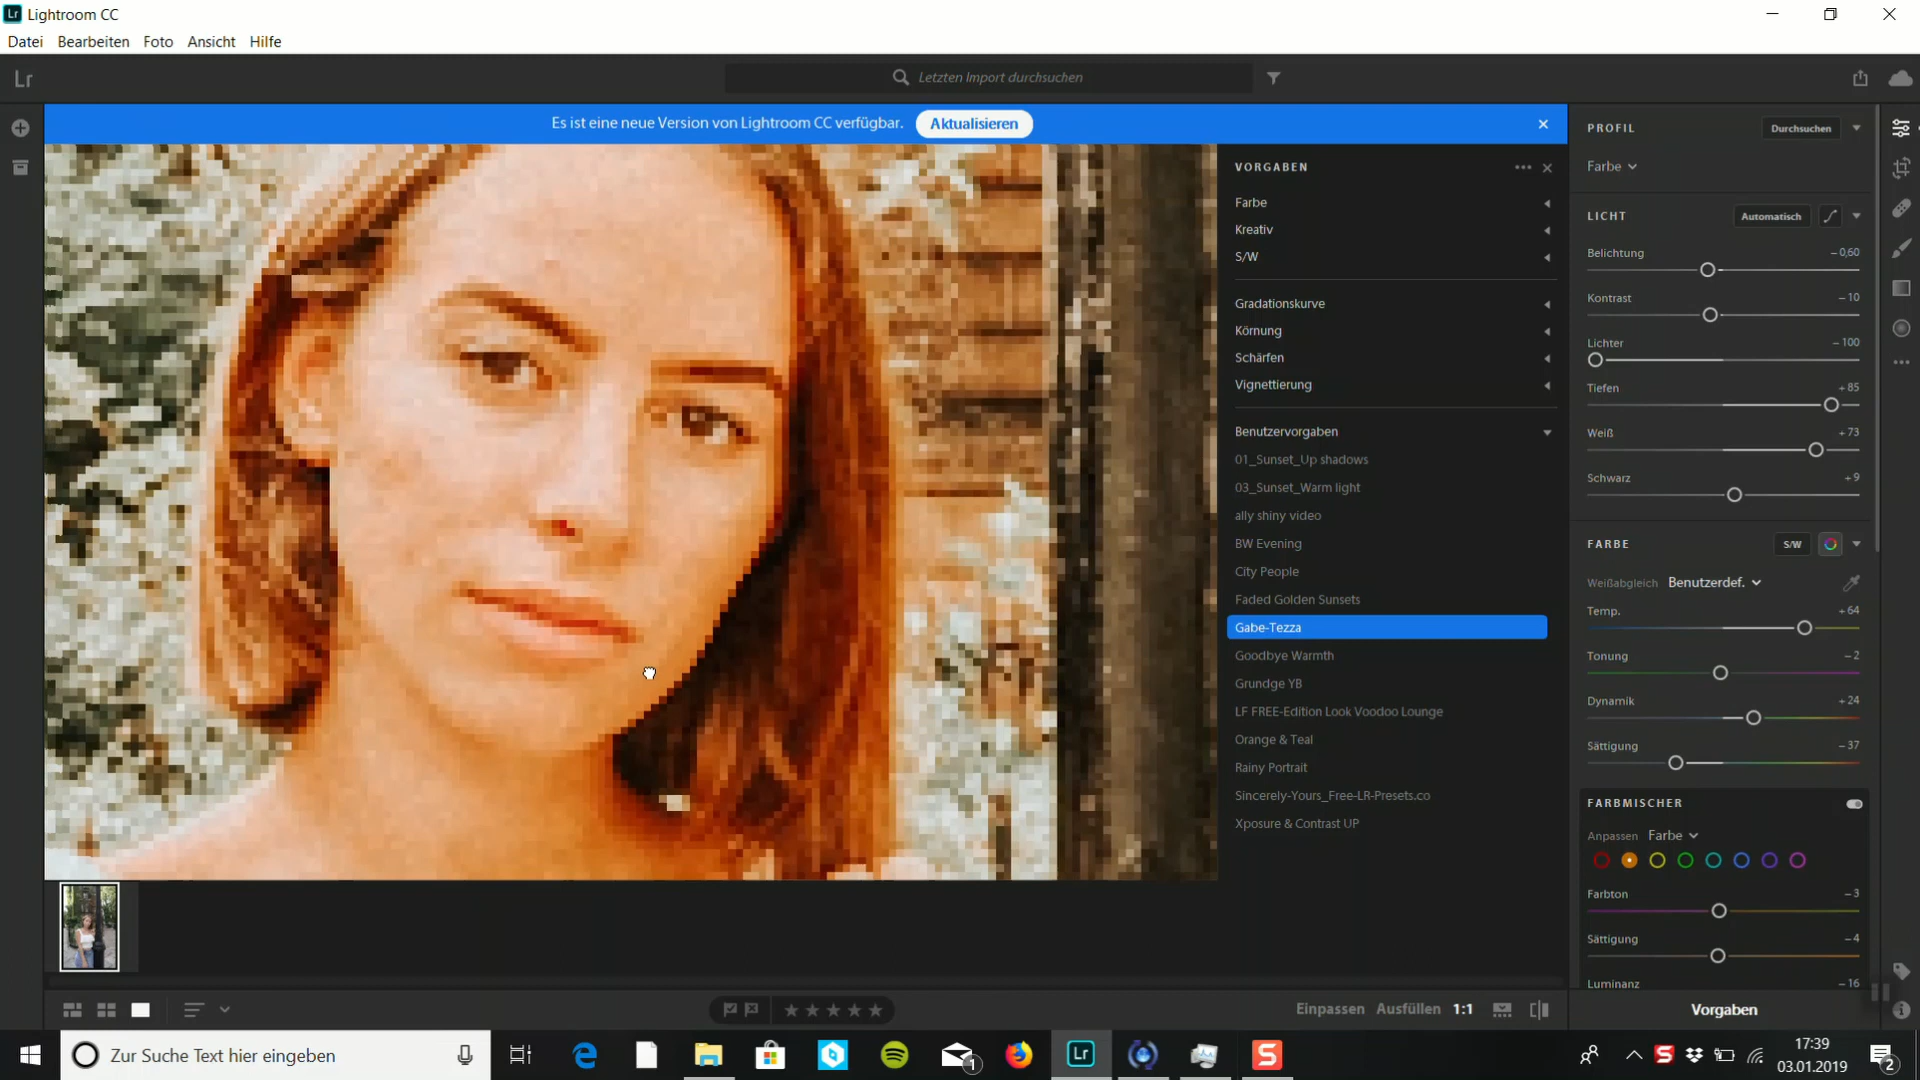 Lr Lightroom CC
Datei Bearbeiten Foto Ansicht Hilfe
Lr
Letzten Import durchsuchen
Es ist eine neue Version von Lightroom CC verfügbar. Aktualisieren
VORGABEN
Farbe
Kreativ
S/W
Gradationskurve
Körnung
Schärfen
Vignettierung
Benutzervorgaben
01_Sunset_Up shadows
03_Sunset_Warm light
ally shiny video
BW Evening
City People
Faded Golden Sunsets
Gabe-Tezza
Goodbye Warmth
Grundge YB
LF FREE-Edition Look Voodoo Lounge
Orange & Teal
Rainy Portrait
Sincerely-Yours_Free-LR-Presets.co
Xposure & Contrast UP
PROFIL Durchsuchen
Farbe
LICHT Automatisch
Belichtung – 0,60
Kontrast – 10
Lichter – 100
Tiefen + 85
Weiß + 73
Schwarz + 9
FARBE S/W
Weißabgleich Benutzerdef.
Temp. + 64
Tonung – 2
Dynamik + 24
Sättigung – 37
FARBMISCHER
Anpassen Farbe
Farbton – 3
Sättigung – 4
Luminanz – 16
Einpassen Ausfüllen 1:1
Vorgaben
Zur Suche Text hier eingeben
1
Lr
S
S
17:39
03.01.2019
2